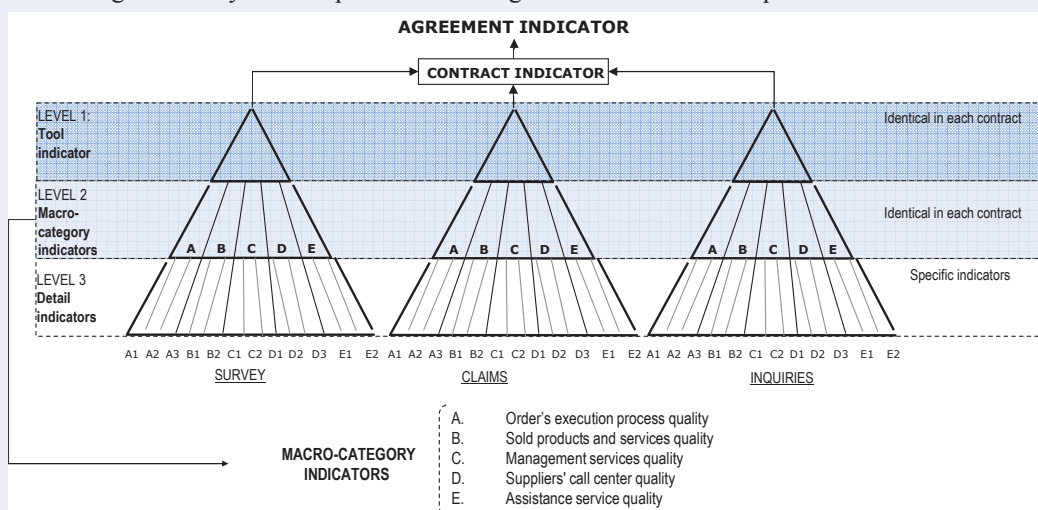 AGREEMENT INDICATOR
CONTRACT INDICATOR
LEVEL 1:
Tool
indicator
Identical in each contract
LEVEL 2
Macro-
category
indicators
Identical in each contract
A B C D E
A B C D E
A B C D E
LEVEL 3
Detail
indicators
Specific indicators
A1 A2 A3 B1 B2 C1 C2 D1 D2 D3 E1 E2
A1 A2 A3 B1 B2 C1 C2 D1 D2 D3 E1 E2
A1 A2 A3 B1 B2 C1 C2 D1 D2 D3 E1 E2
SURVEY
CLAIMS
INQUIRIES
MACRO-CATEGORY
INDICATORS
A. Order's execution process quality
B. Sold products and services quality
C. Management services quality
D. Suppliers' call center quality
E. Assistance service quality